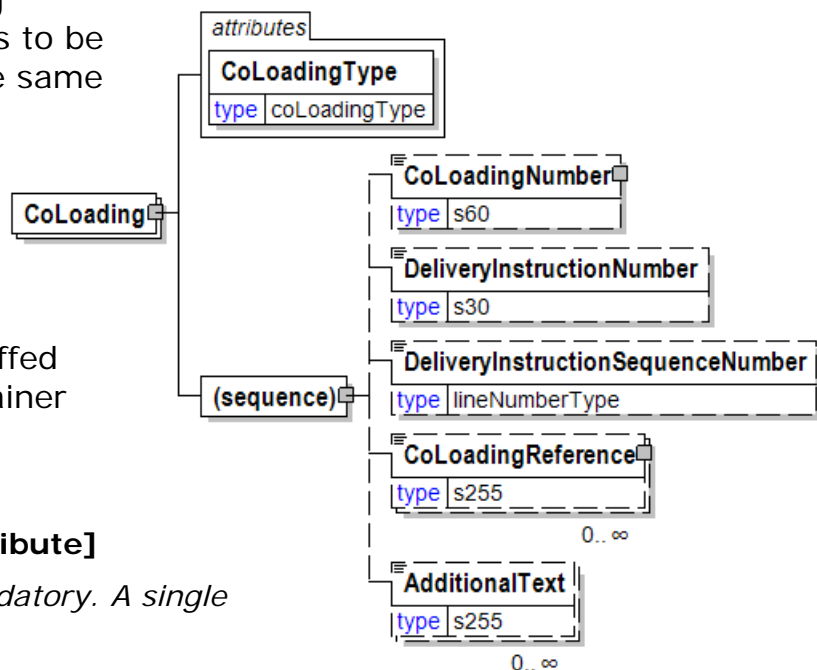 s to be
e same
ffed
ainer
ibute]
datory. A single
attributes
CoLoadingType
type coLoadingType
CoLoading
(sequence)
CoLoadingNumber
type s60
DeliveryInstructionNumber
type s30
DeliveryInstructionSequenceNumber
type lineNumberType
CoLoadingReference
type s255
0.. ∞
AdditionalText
type s255
0.. ∞